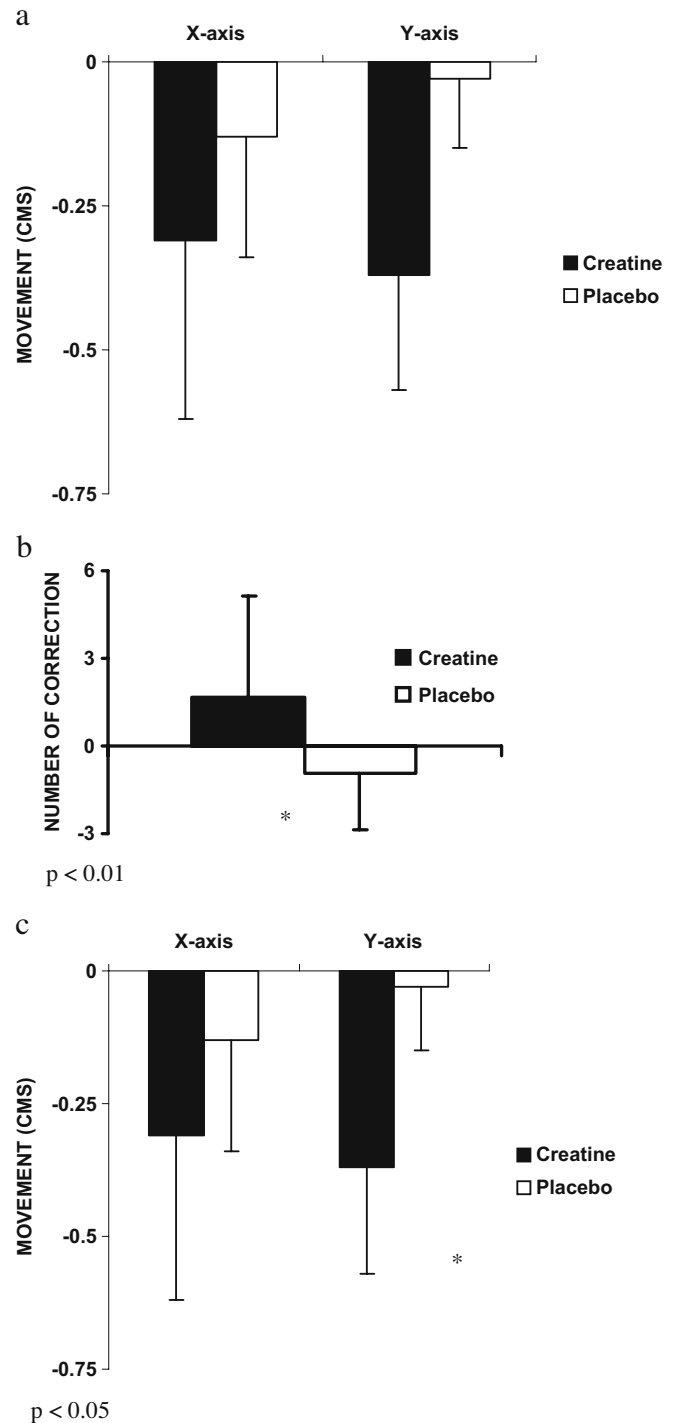 a
X-axis Y-axis
0
-0.25
-0.5
-0.75
MOVEMENT (CMS)
Creatine
Placebo
b
6
3
0
-3
NUMBER OF CORRECTION
Creatine
Placebo
*
p < 0.01
c
X-axis Y-axis
0
-0.25
-0.5
-0.75
MOVEMENT (CMS)
Creatine
Placebo
*
p < 0.05